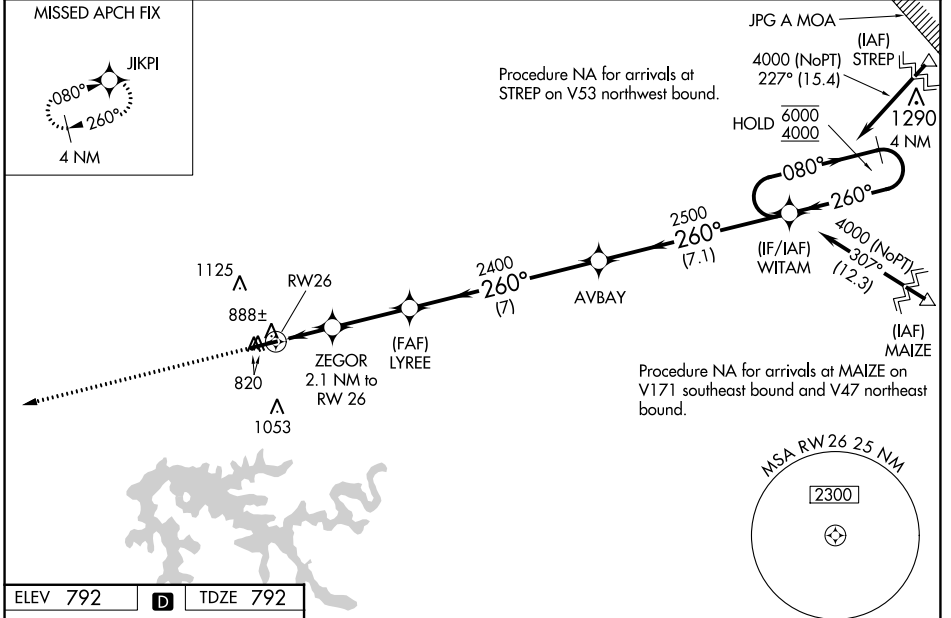 MISSED APCH FIX
JIKPI
080°
260°
4 NM
JPG A MOA
(IAF)
STREP
4000 (NoPT)
227° (15.4)
1290
4 NM
Procedure NA for arrivals at
STREP on V53 northwest bound.
HOLD
6000
4000
080°
260°
2500
260°
(7.1)
(IF/IAF)
WITAM
4000 (NoPT)
307°
(12.3)
(IAF)
MAIZE
2400
260°
(7)
AVBAY
1125
RW26
888±
820
ZEGOR
2.1 NM to
RW 26
(FAF)
LYREE
1053
Procedure NA for arrivals at MAIZE on
V171 southeast bound and V47 northeast
bound.
MSA RW 26 25 NM
2300
ELEV 792
D
TDZE 792